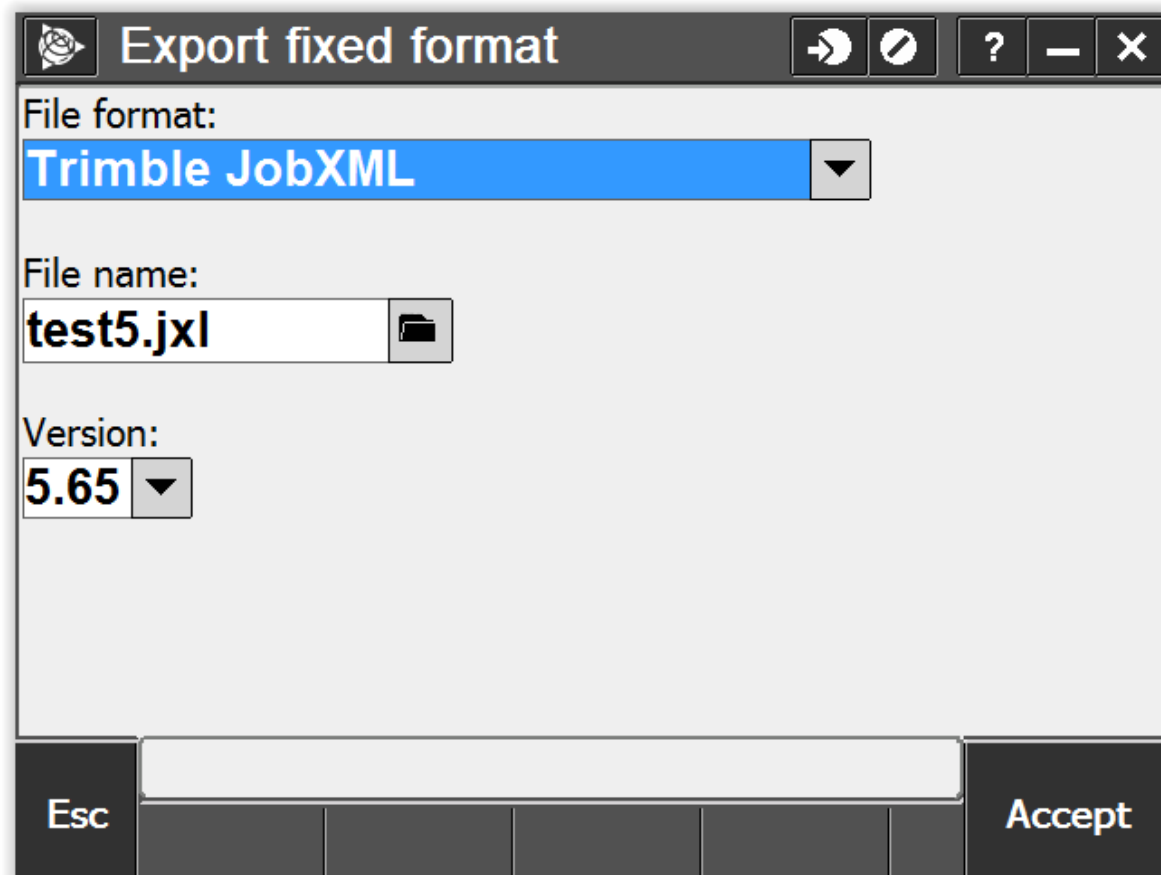 Export fixed format
?
File format:
Trimble JobXML
File name:
test5.jxl
Version:
5.65
Esc
Accept